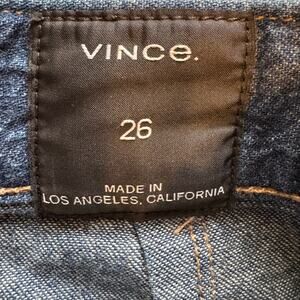 VINCE.
26
MADE IN
LOS ANGELES, CALIFORNIA